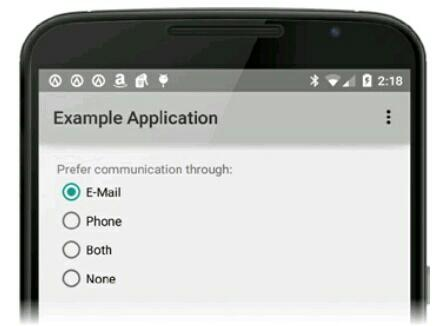 2:18
Example Application
Prefer communication through:
E-Mail
Phone
Both
None